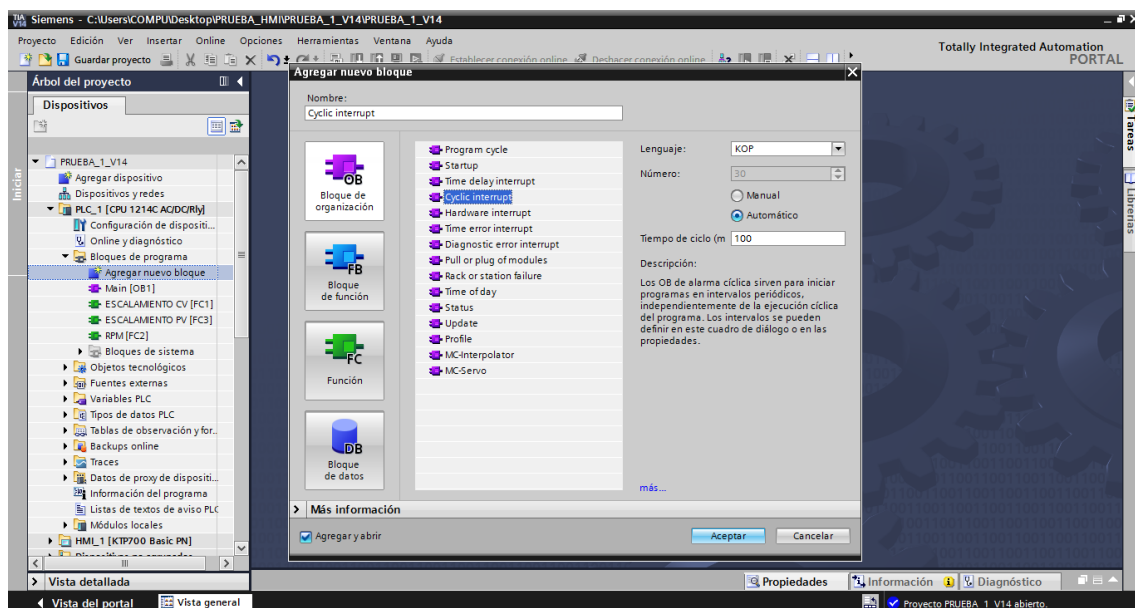 Siemens - C:\Users\COMPU\Desktop\PRUEBA_HMI\PRUEBA_1_V14\PRUEBA_1_V14
Proyecto Edición Ver Insertar Online Opciones Herramientas Ventana Ayuda
Totally Integrated Automation
PORTAL
Guardar proyecto
Establecer conexión online
Deshacer conexión online
Árbol del proyecto
Dispositivos
PRUEBA_1_V14
Agregar dispositivo
Dispositivos y redes
PLC_1 [CPU 1214C AC/DC/Rly]
Configuración de dispositi...
Online y diagnóstico
Bloques de programa
Agregar nuevo bloque
Main [OB1]
ESCALAMIENTO CV [FC1]
ESCALAMIENTO PV [FC3]
RPM [FC2]
Bloques de sistema
Objetos tecnológicos
Fuentes externas
Variables PLC
Tipos de datos PLC
Tablas de observación y for..
Backups online
Traces
Datos de proxy de dispositi...
Información del programa
Listas de textos de aviso PLC
Módulos locales
HMI_1 [KTP700 Basic PN]
Vista detallada
Iniciar
Agregar nuevo bloque
Nombre:
Cyclic interrupt
OB
Bloque de
organización
FB
Bloque
de función
FC
Función
DB
Bloque
de datos
Program cycle
Startup
Time delay interrupt
Cyclic interrupt
Hardware interrupt
Time error interrupt
Diagnostic error interrupt
Pull or plug of modules
Rack or station failure
Time of day
Status
Update
Profile
MC-Interpolator
MC-Servo
Lenguaje: KOP
Número: 30
Manual
Automático
Tiempo de ciclo (m 100
Descripción:
Los OB de alarma cíclica sirven para iniciar
programas en intervalos periódicos,
independientemente de la ejecución cíclica
del programa. Los intervalos se pueden
definir en este cuadro de diálogo o en las
propiedades.
más...
Más información
Agregar y abrir
Aceptar
Cancelar
Tareas
Librerías
Propiedades
Información
Diagnóstico
Vista del portal
Vista general
Proyecto PRUEBA_1_V14 abierto.